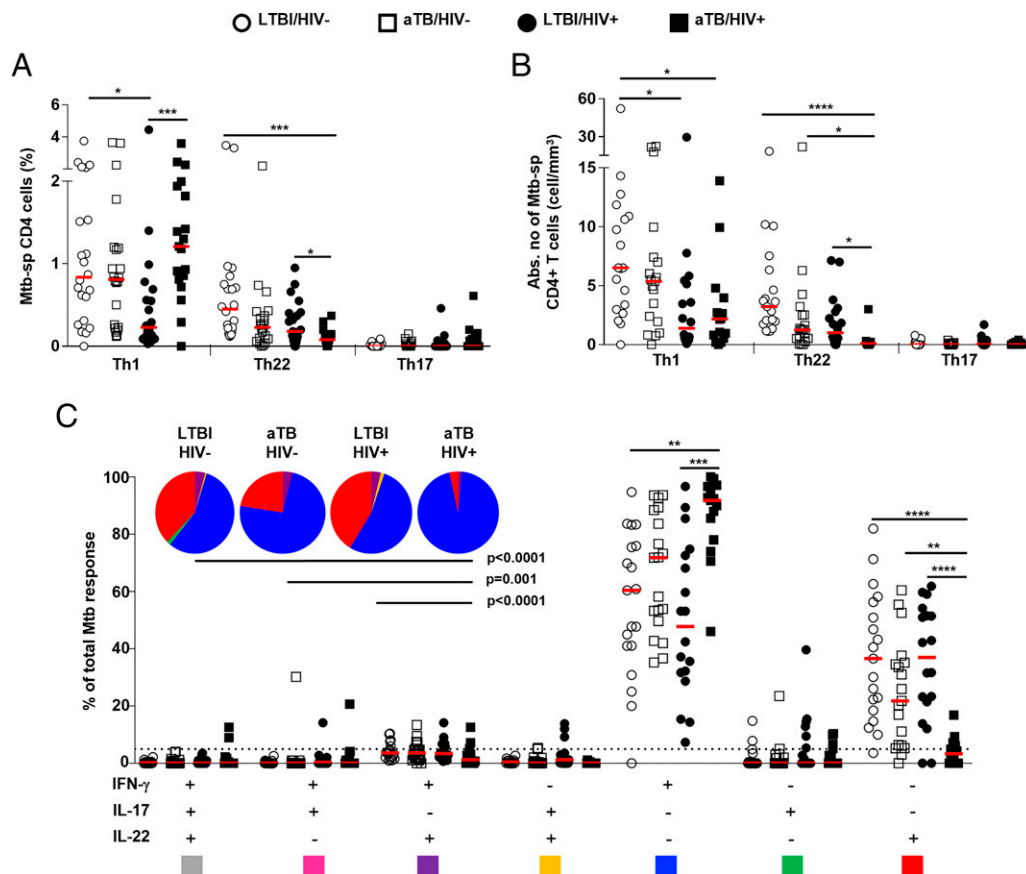 LTBI/HIV- aTB/HIV- LTBI/HIV+ aTB/HIV+
A
Mtb-sp CD4 cells (%)
6
4
2
1
0
* *** *** *
Th1 Th22 Th17
B
Abs. no of Mtb-sp
CD4+ T cells (cell/mm³)
60
30
15
10
5
0
* * **** * *
Th1 Th22 Th17
C
LTBI HIV- aTB HIV- LTBI HIV+ aTB HIV+
% of total Mtb response
100
80
60
40
20
0
p<0.0001
p=0.001
p<0.0001
** *** **** ** ****
IFN-γ + + + - + - -
IL-17 + + - + - + -
IL-22 + - + + - - +